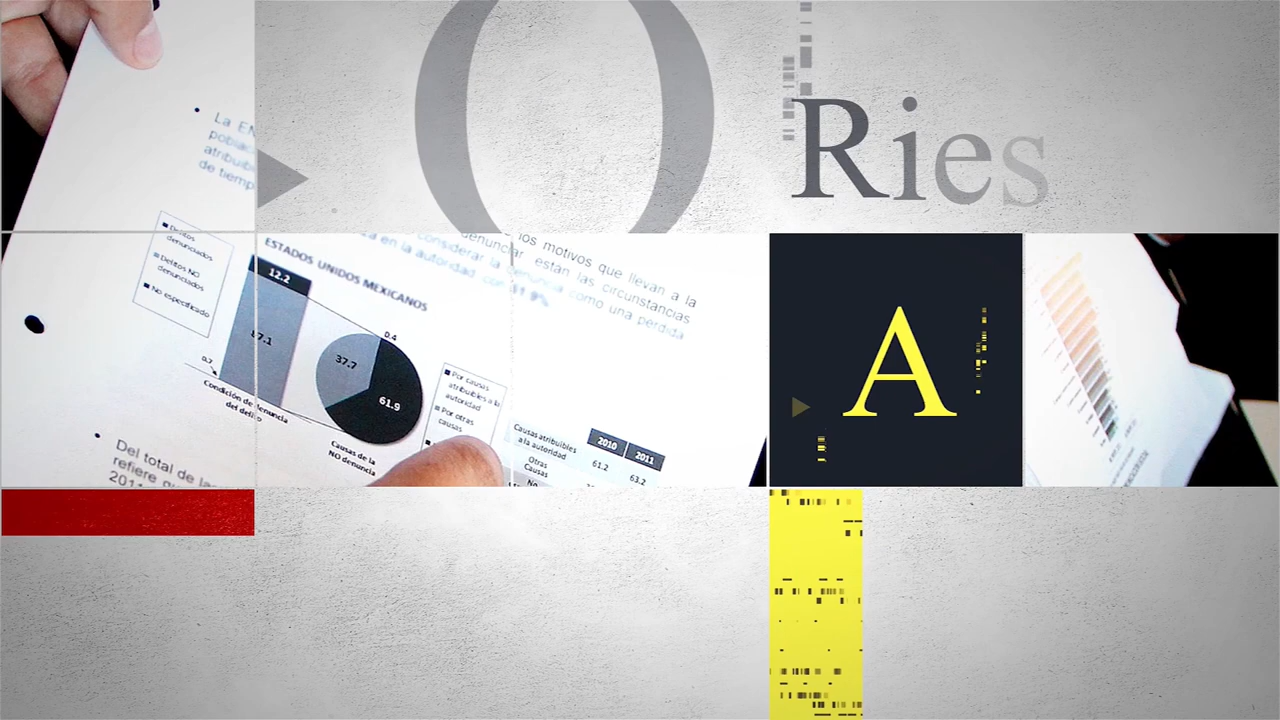 O
Ries
A
La EN
de tiemp
ESTADOS UNIDOS MEXICANOS
los motivos que llevan a la
denunciar están las circunstancias
considerar la denuncia como una pérdida
en la autoridad con
Delitos
denunciados
Delitos NO
denunciados
No especificado
12.2
87.1
0.7
Condición de denuncia
del delito
0.4
37.7
61.9
Causas de la
NO denuncia
Por causas
atribuibles a la
autoridad
Por otras
causas
Causas atribuibles
a la autoridad
Otras
Causas
2010
2011
61.2
63.2
Del total de la
refiere q
201